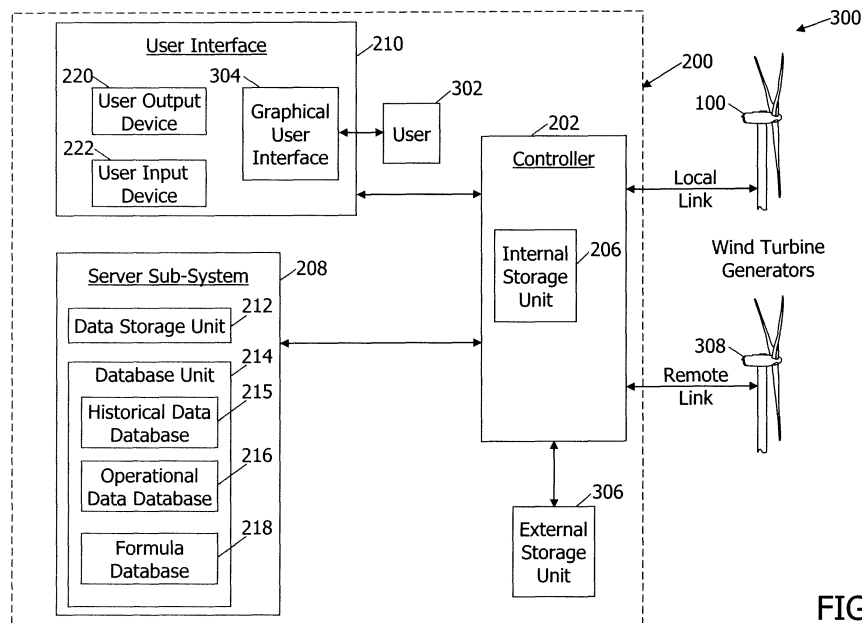 300
User Interface
210
200
220
304
User Output
Device
302
100
Graphical
User
Interface
User
202
222
User Input
Device
Controller
Local
Link
Server Sub-System
208
Internal
Storage
Unit
206
Wind Turbine
Generators
212
Data Storage Unit
214
Database Unit
215
308
Remote
Link
Historical Data
Database
216
Operational
Data Database
306
218
External
Storage
Unit
Formula
Database
FIG